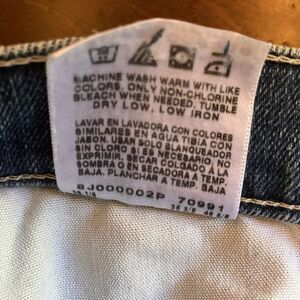 MACHINE WASH WARM WITH LIKE
COLORS, ONLY NON-CHLORINE
BLEACH WHEN NEEDED, TUMBLE
DRY LOW, LOW IRON
LAVAR EN LAVADORA CON COLORES
SIMILARES EN AGUA TIBIA CON
JABON. USAR SOLO BLANQUEADOR
SIN CLORO SI ES NECESARIO, NO
EXPRIMIR, SECAR COLGADO A LA
SOMBRA O EN SECADORA A TEMP.
BAJA, PLANCHAR A TEMP. BAJA
8J000002P 70991